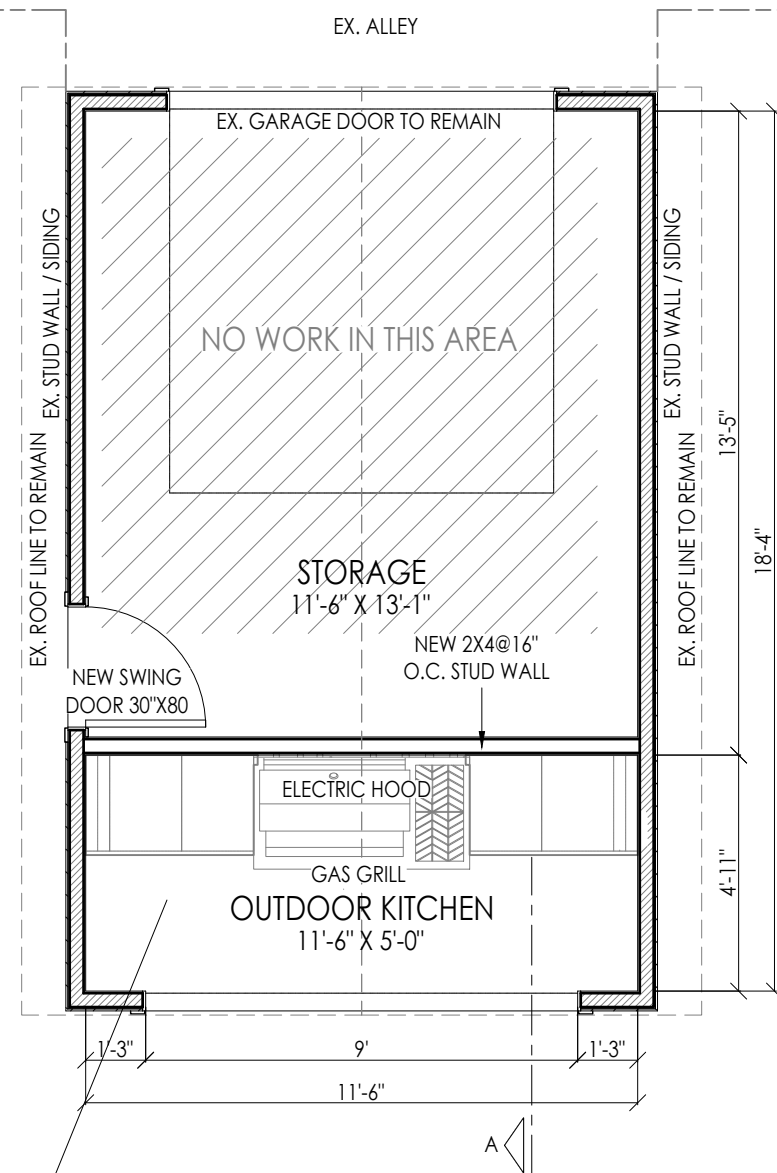 EX. ALLEY
EX. GARAGE DOOR TO REMAIN
EX. STUD WALL / SIDING
EX. STUD WALL / SIDING
NO WORK IN THIS AREA
13'-5"
18'-4"
EX. ROOF LINE TO REMAIN
EX. ROOF LINE TO REMAIN
STORAGE
11'-6" X 13'-1"
NEW 2X4@16"
O.C. STUD WALL
NEW SWING
DOOR 30"X80
ELECTRIC HOOD
GAS GRILL
4'-11"
OUTDOOR KITCHEN
11'-6" X 5'-0"
1'-3"
9'
1'-3"
11'-6"
A